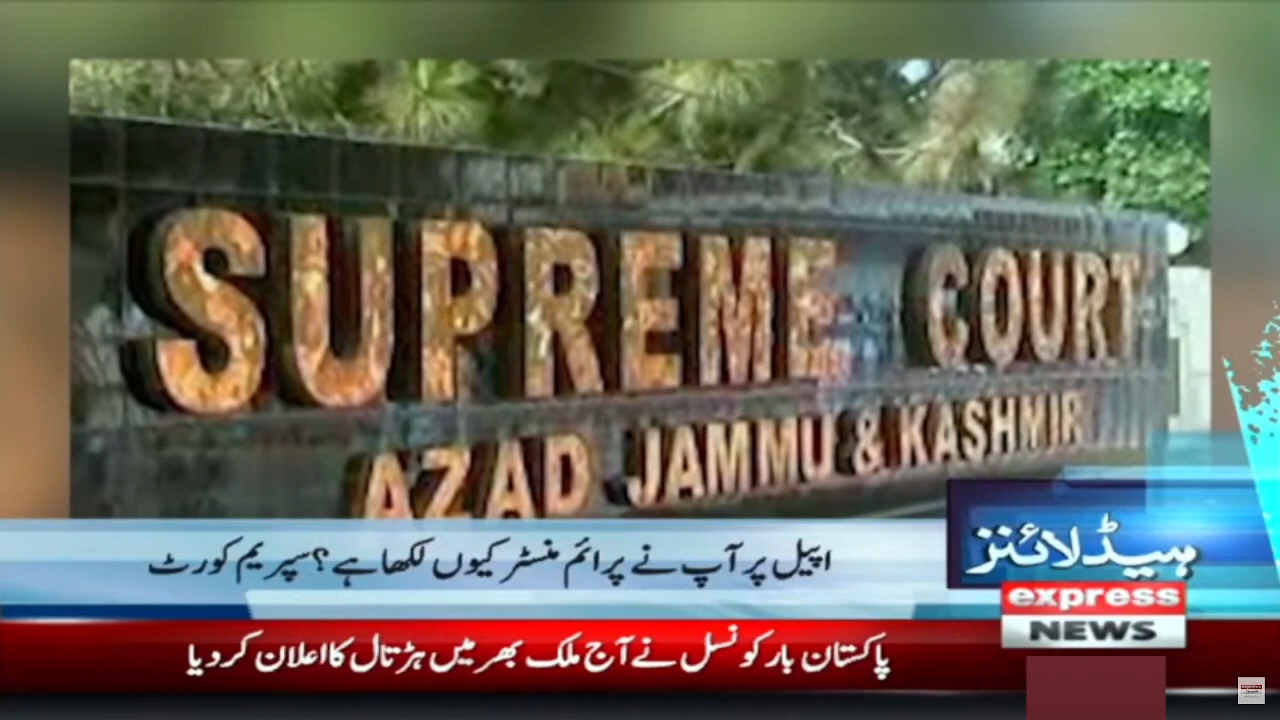 SUPREME COURT
AZAD JAMMU & KASHMIR
ہیڈلائنز
اپیل پر آپ نے پرائم منسٹر کیوں لکھا ہے؟ سپریم کورٹ
express
NEWS
پاکستان بار کونسل نے آج ملک بھر میں ہڑتال کا اعلان کر دیا